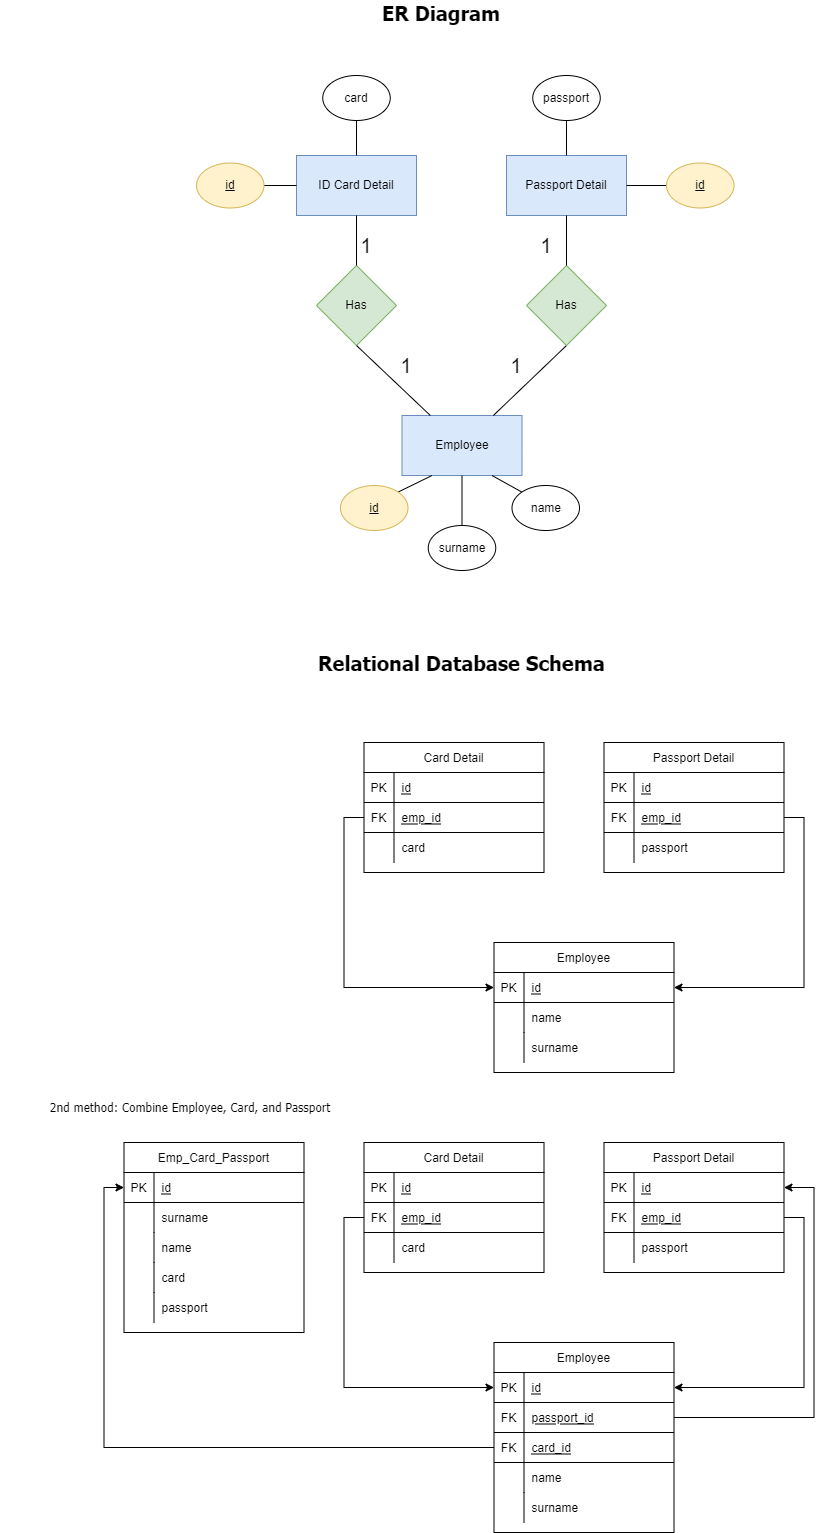 ER Diagram
card
passport
id
ID Card Detail
Passport Detail
id
1
1
Has
Has
1
1
Employee
id
name
surname
Relational Database Schema
Card Detail
PK id
FK emp_id
card
Passport Detail
PK id
FK emp_id
passport
Employee
PK id
name
surname
2nd method: Combine Employee, Card, and Passport
Emp_Card_Passport
PK id
surname
name
card
passport
Card Detail
PK id
FK emp_id
card
Passport Detail
PK id
FK emp_id
passport
Employee
PK id
FK passport_id
FK card_id
name
surname